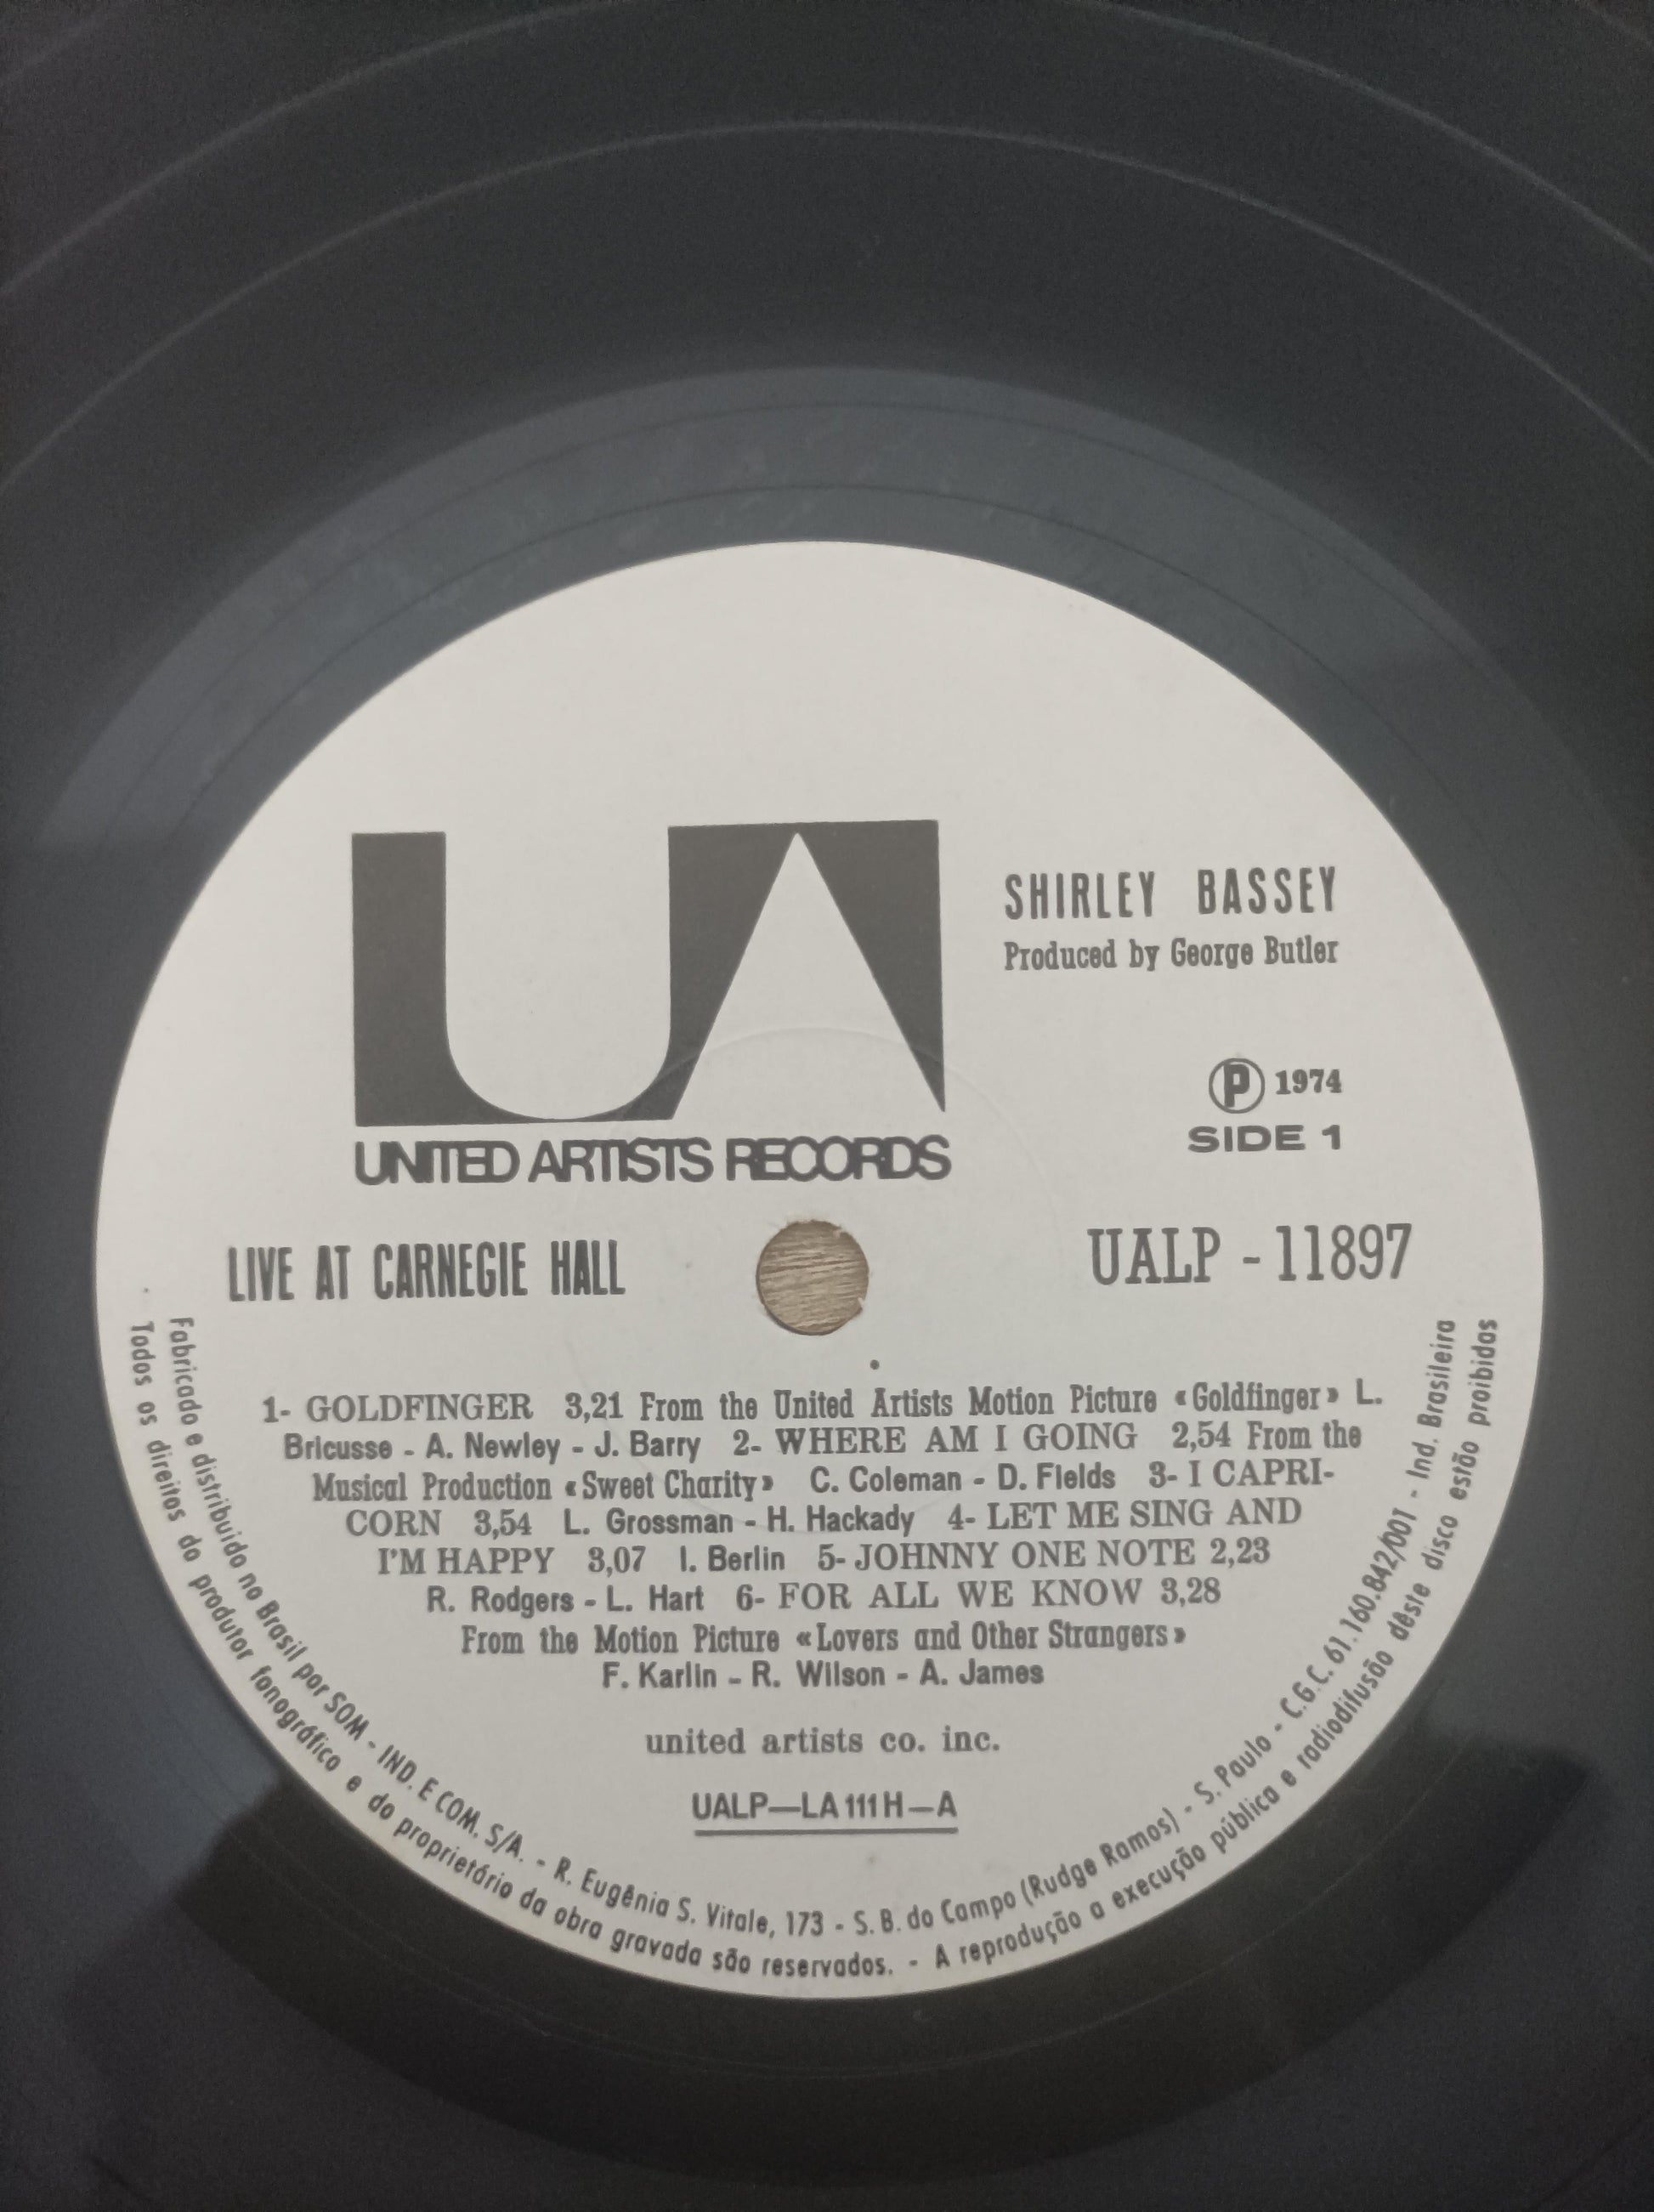 UA
UNITED ARTISTS RECORDS
SHIRLEY BASSEY
Produced by George Butler
Ⓟ 1974
SIDE 1
LIVE AT CARNEGIE HALL
UALP - 11897
1- GOLDFINGER 3,21 From the United Artists Motion Picture «Goldfinger» L.
Bricusse - A. Newley - J. Barry 2- WHERE AM I GOING 2,54 From the
Musical Production «Sweet Charity» C. Coleman - D. Fields 3- I CAPRI-
CORN 3,54 L. Grossman - H. Hackady 4- LET ME SING AND
I'M HAPPY 3,07 I. Berlin 5- JOHNNY ONE NOTE 2,23
R. Rodgers - L. Hart 6- FOR ALL WE KNOW 3,28
From the Motion Picture «Lovers and Other Strangers»
F. Karlin - R. Wilson - A. James
united artists co. inc.
UALP—LA 111 H—A
Fabricado e distribuido no Brasil por SOM - IND. E COM. S/A. - R. Eugênia S. Vitale, 173 - S. B. do Campo (Rudge Ramos) - S. Paulo - C.G.C. 61.160.842/001 - Ind. Brasileira
Todos os direitos do produtor fonográfico e do proprietário da obra gravada são reservados. - A reprodução a execução pública e radiodifusão dêste disco estão proibidas